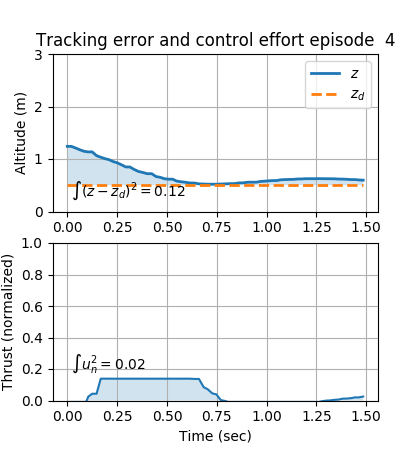 Tracking error and control effort episode 4
3
2
1
0
Altitude (m)
z
z_d
∫(z − z_d)² = 0.12
0.00 0.25 0.50 0.75 1.00 1.25 1.50
1.0
0.8
0.6
0.4
0.2
0.0
Thrust (normalized)
∫u_n² = 0.02
0.00 0.25 0.50 0.75 1.00 1.25 1.50
Time (sec)